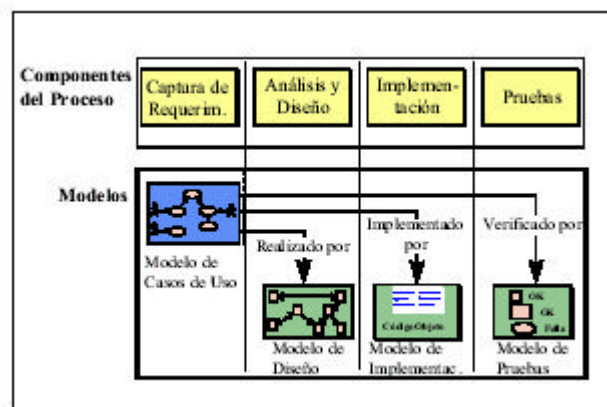 Componentes
del Proceso
Captura de
Requerim.
Análisis y
Diseño
Implemen-
tación
Pruebas
Modelos
Modelo de
Casos de Uso
Realizado por
Implementado
por
Verificado por
Código Objeto
OK
OK
Falla
Modelo de
Diseño
Modelo de
Implementac.
Modelo de
Pruebas